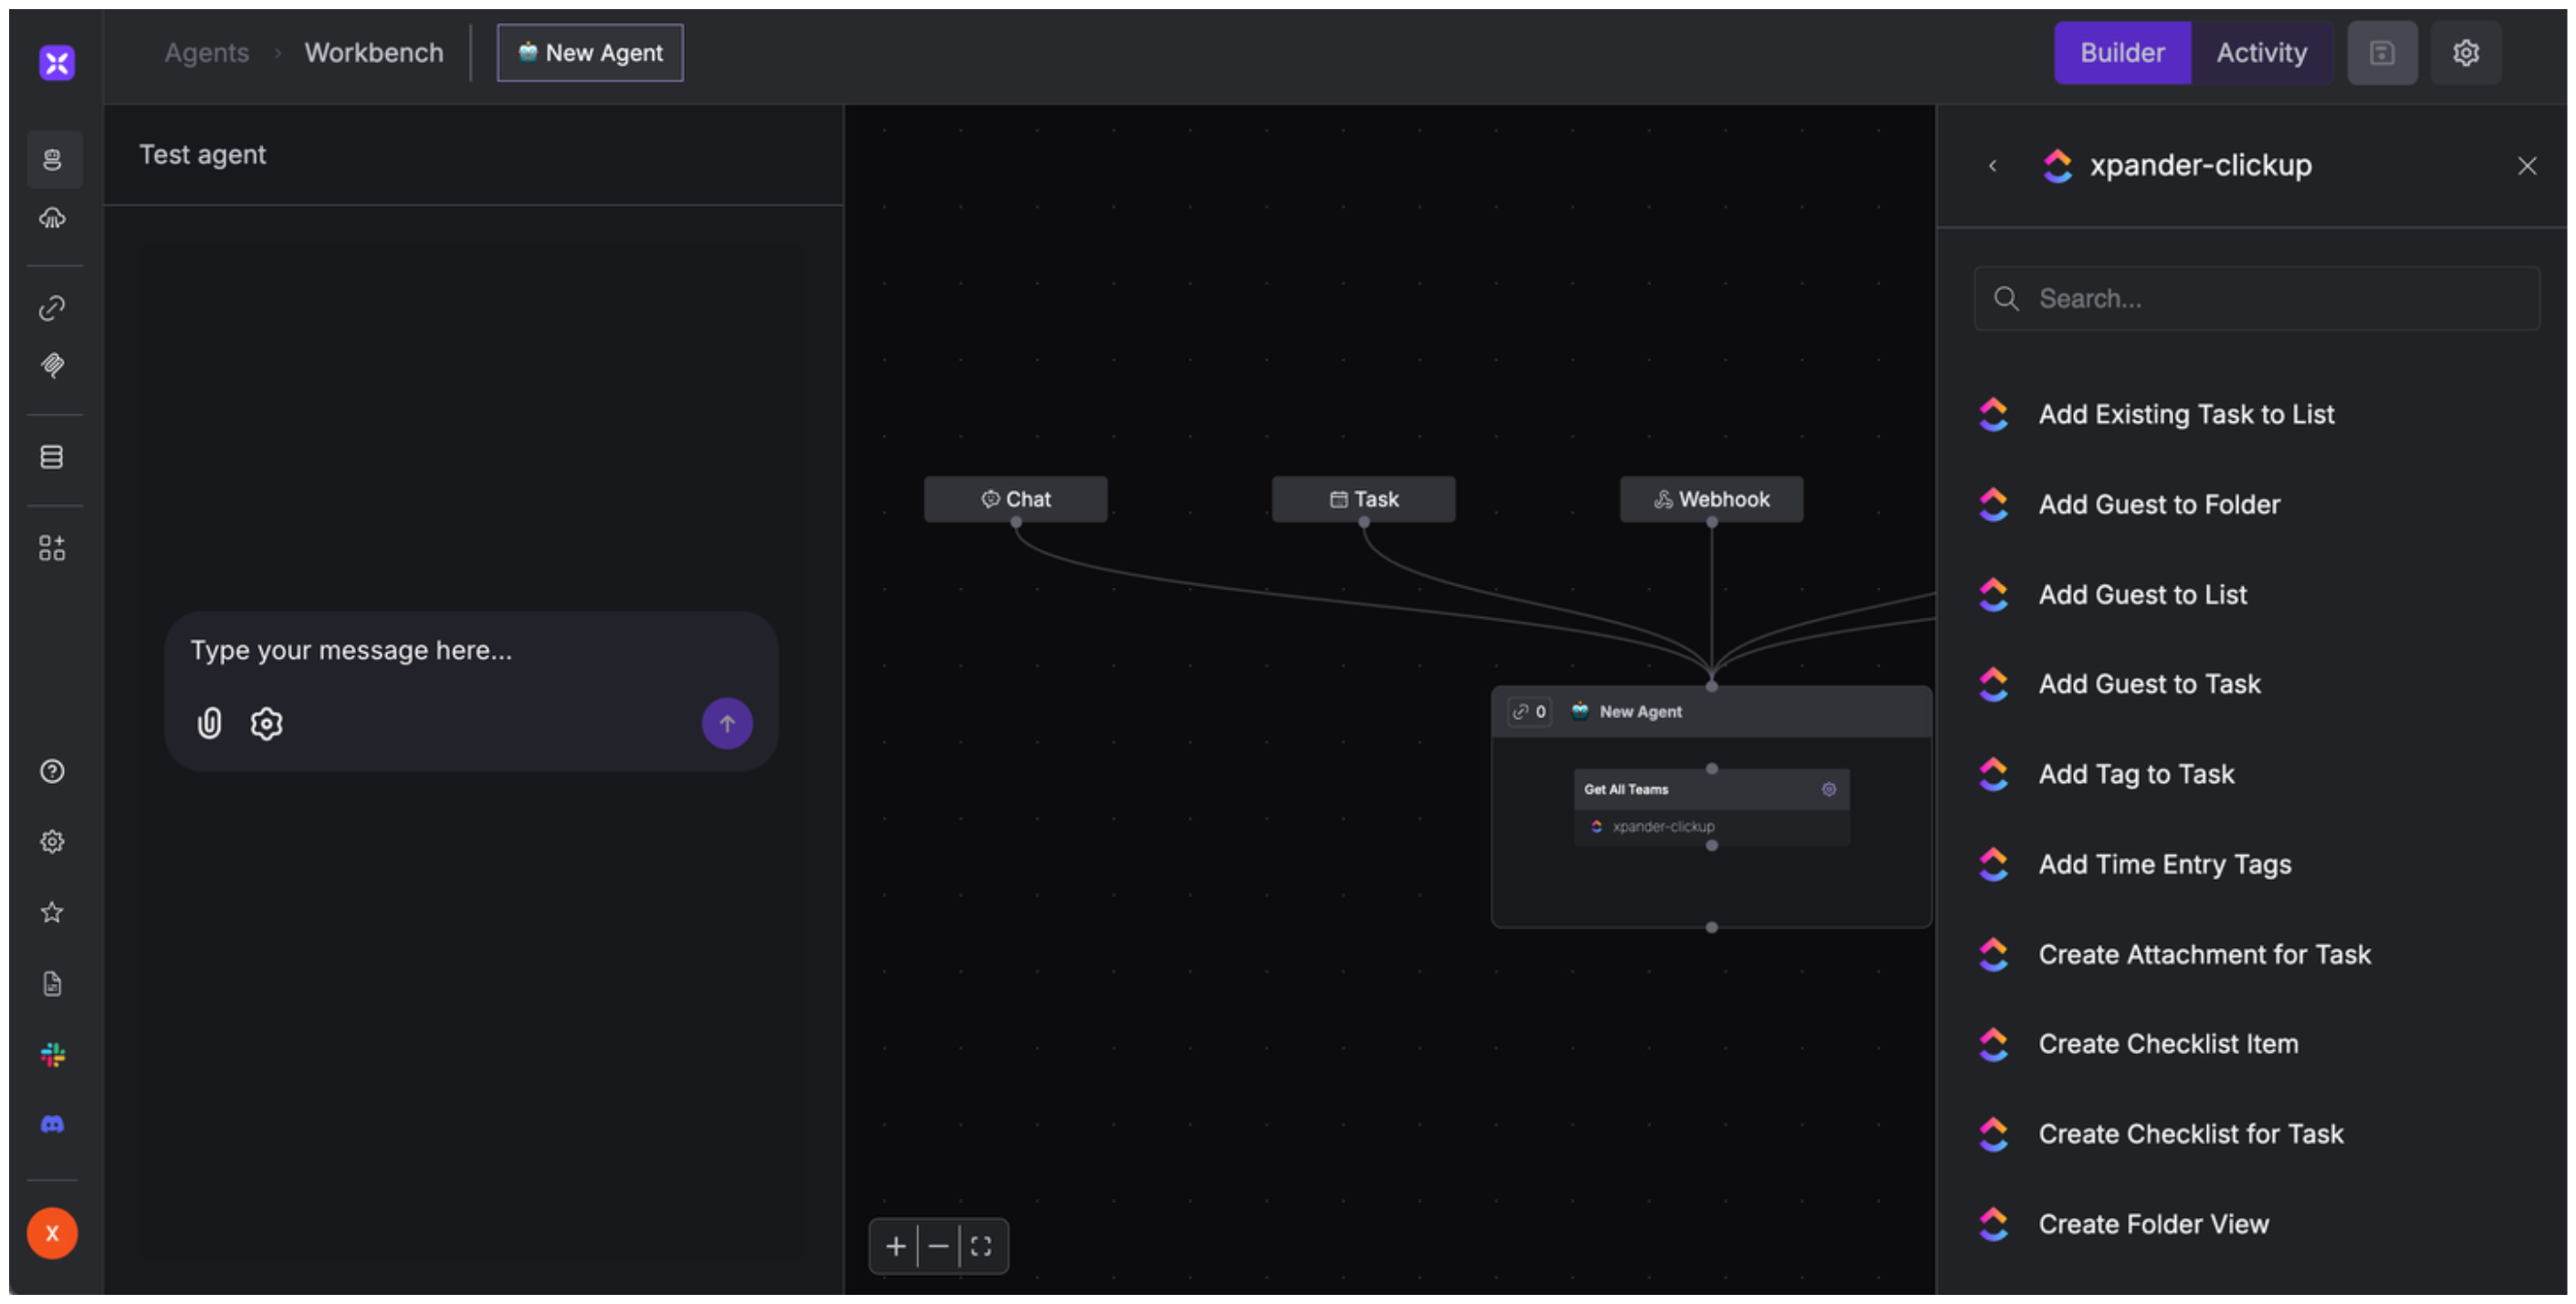 Agents › Workbench
New Agent
Builder
Activity
Test agent
Type your message here...
Chat
Task
Webhook
0
New Agent
Get All Teams
xpander-clickup
xpander-clickup
Search...
Add Existing Task to List
Add Guest to Folder
Add Guest to List
Add Guest to Task
Add Tag to Task
Add Time Entry Tags
Create Attachment for Task
Create Checklist Item
Create Checklist for Task
Create Folder View
X